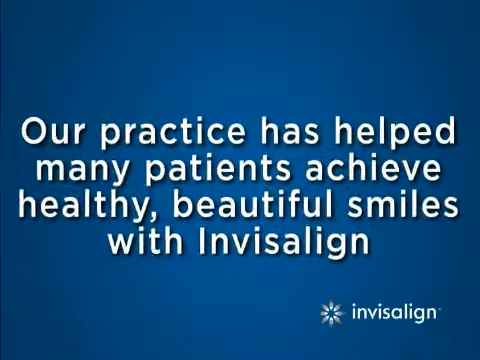 Our practice has helped
many patients achieve
healthy, beautiful smiles
with Invisalign
invisalign